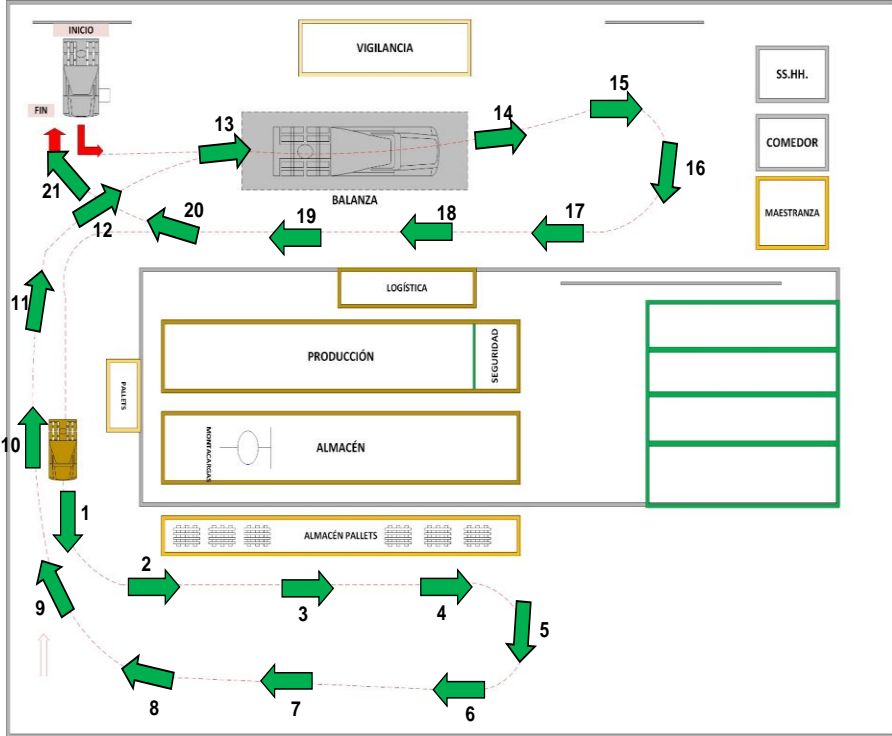 INICIO
VIGILANCIA
SS.HH.
FIN
15
14
13
COMEDOR
16
21
BALANZA
MAESTRANZA
12
20
19
18
17
11
LOGÍSTICA
PRODUCCIÓN
SEGURIDAD
PALLETS
10
MONTACARGAS
ALMACÉN
1
ALMACÉN PALLETS
2
3
4
5
9
8
7
6